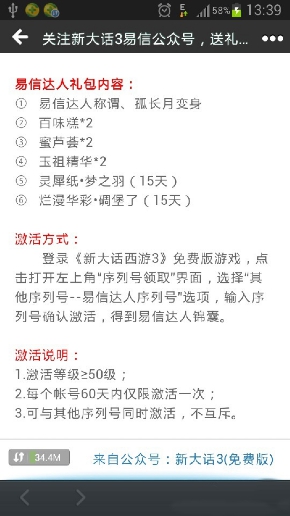 58% 13:39
关注新大话3易信公众号，送礼...
易信达人礼包内容：
① 易信达人称谓、孤长月变身
② 百味糕*2
③ 蜜芦荟*2
④ 玉祖精华*2
⑤ 灵犀纸•梦之羽（15天）
⑥ 烂漫华彩•碉堡了（15天）
激活方式：
登录《新大话西游3》免费版游戏，点
击打开左上角“序列号领取”界面，选择“其
他序列号--易信达人序列号”选项，输入序
列号确认激活，得到易信达人锦囊。
激活说明：
1.激活等级≥50级；
2.每个帐号60天内仅限激活一次；
3.可与其他序列号同时激活，不互斥。
34.4M 来自公众号：新大话3(免费版)